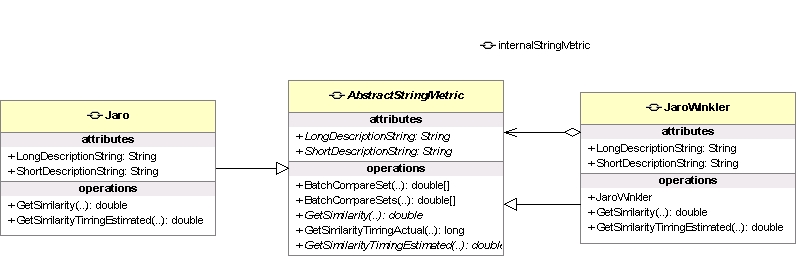 internalStringMetric
Jaro
attributes
+LongDescriptionString: String
+ShortDescriptionString: String
operations
+GetSimilarity(..): double
+GetSimilarityTimingEstimated(..): double
AbstractStringMetric
attributes
+LongDescriptionString: String
+ShortDescriptionString: String
operations
+BatchCompareSet(..): double[]
+BatchCompareSets(..): double[]
+GetSimilarity(..): double
+GetSimilarityTimingActual(..): long
+GetSimilarityTimingEstimated(..): double
JaroWinkler
attributes
+LongDescriptionString: String
+ShortDescriptionString: String
operations
+JaroWinkler
+GetSimilarity(..): double
+GetSimilarityTimingEstimated(..): double